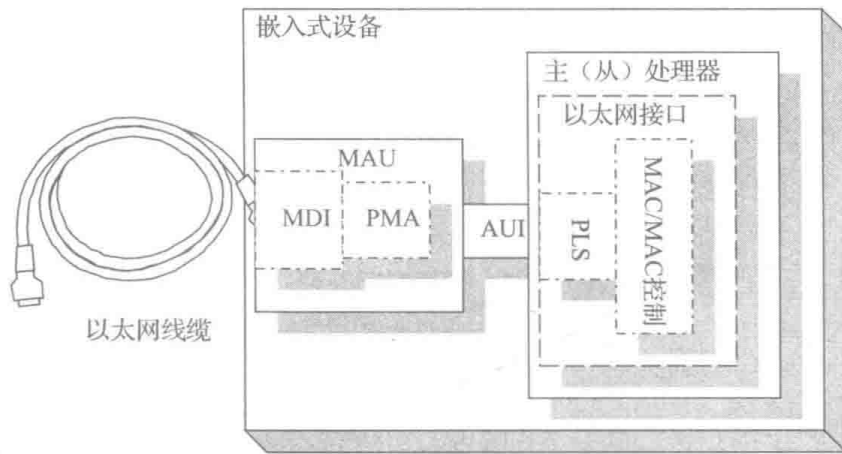 嵌入式设备
主（从）处理器
以太网接口
MAU
MDI
PMA
AUI
PLS
MAC/MAC控制
以太网线缆